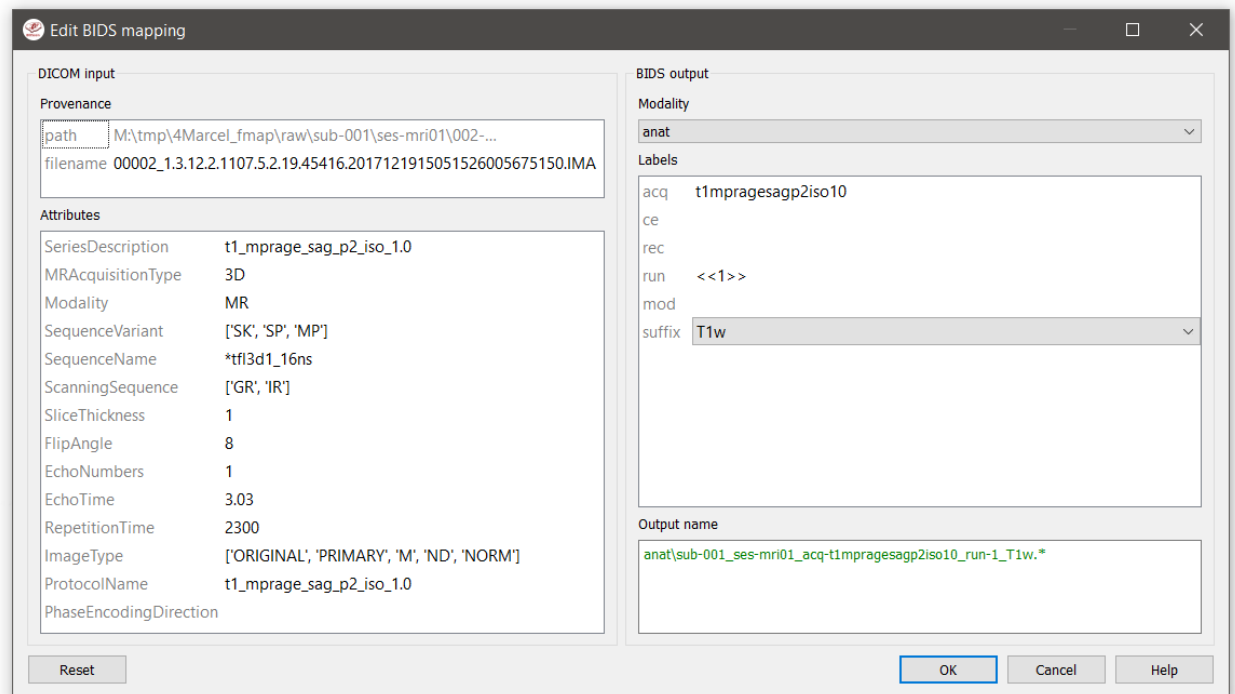 Edit BIDS mapping
DICOM input
Provenance
path M:\tmp\4Marcel_fmap\raw\sub-001\ses-mri01\002-...
filename 00002_1.3.12.2.1107.5.2.19.45416.2017121915051526005675150.IMA
Attributes
SeriesDescription t1_mprage_sag_p2_iso_1.0
MRAcquisitionType 3D
Modality MR
SequenceVariant ['SK', 'SP', 'MP']
SequenceName *tfl3d1_16ns
ScanningSequence ['GR', 'IR']
SliceThickness 1
FlipAngle 8
EchoNumbers 1
EchoTime 3.03
RepetitionTime 2300
ImageType ['ORIGINAL', 'PRIMARY', 'M', 'ND', 'NORM']
ProtocolName t1_mprage_sag_p2_iso_1.0
PhaseEncodingDirection
Reset
BIDS output
Modality
anat
Labels
acq t1mpragesagp2iso10
ce
rec
run <<1>>
mod
suffix T1w
Output name
anat\sub-001_ses-mri01_acq-t1mpragesagp2iso10_run-1_T1w.*
OK Cancel Help